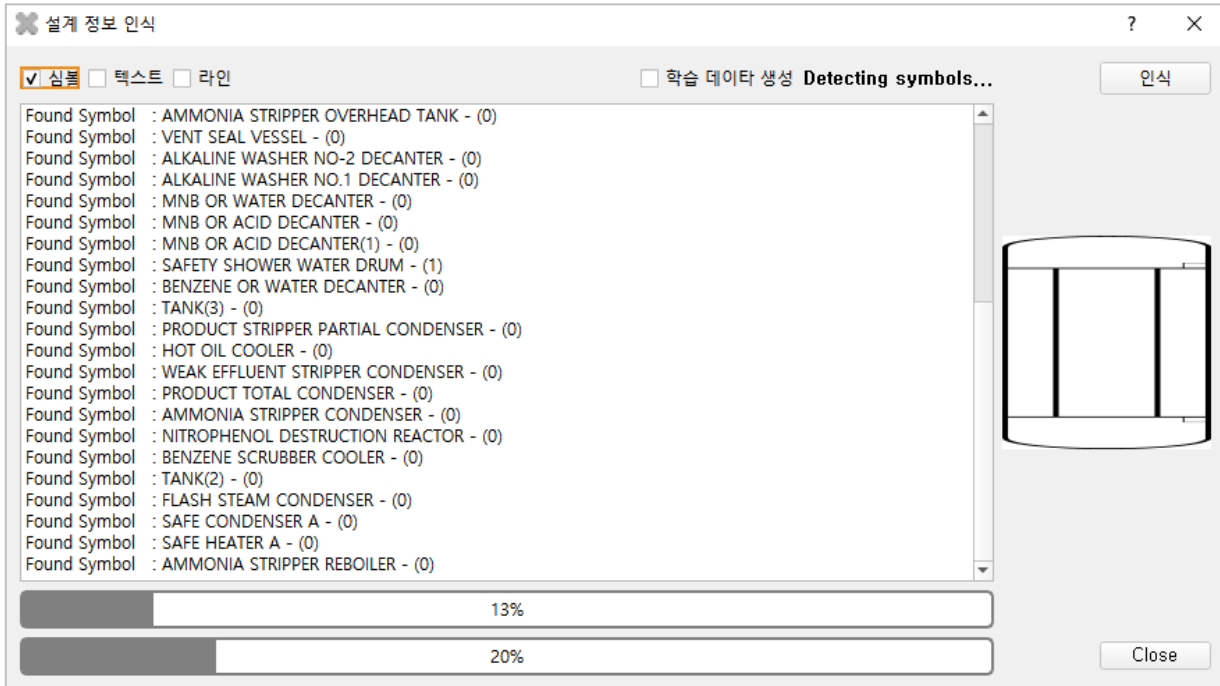 설계 정보 인식 ?
심볼 텍스트 라인 학습 데이타 생성 Detecting symbols... 인식
Found Symbol : AMMONIA STRIPPER OVERHEAD TANK - (0)
Found Symbol : VENT SEAL VESSEL - (0)
Found Symbol : ALKALINE WASHER NO-2 DECANTER - (0)
Found Symbol : ALKALINE WASHER NO.1 DECANTER - (0)
Found Symbol : MNB OR WATER DECANTER - (0)
Found Symbol : MNB OR ACID DECANTER - (0)
Found Symbol : MNB OR ACID DECANTER(1) - (0)
Found Symbol : SAFETY SHOWER WATER DRUM - (1)
Found Symbol : BENZENE OR WATER DECANTER - (0)
Found Symbol : TANK(3) - (0)
Found Symbol : PRODUCT STRIPPER PARTIAL CONDENSER - (0)
Found Symbol : HOT OIL COOLER - (0)
Found Symbol : WEAK EFFLUENT STRIPPER CONDENSER - (0)
Found Symbol : PRODUCT TOTAL CONDENSER - (0)
Found Symbol : AMMONIA STRIPPER CONDENSER - (0)
Found Symbol : NITROPHENOL DESTRUCTION REACTOR - (0)
Found Symbol : BENZENE SCRUBBER COOLER - (0)
Found Symbol : TANK(2) - (0)
Found Symbol : FLASH STEAM CONDENSER - (0)
Found Symbol : SAFE CONDENSER A - (0)
Found Symbol : SAFE HEATER A - (0)
Found Symbol : AMMONIA STRIPPER REBOILER - (0)
13%
20%
Close